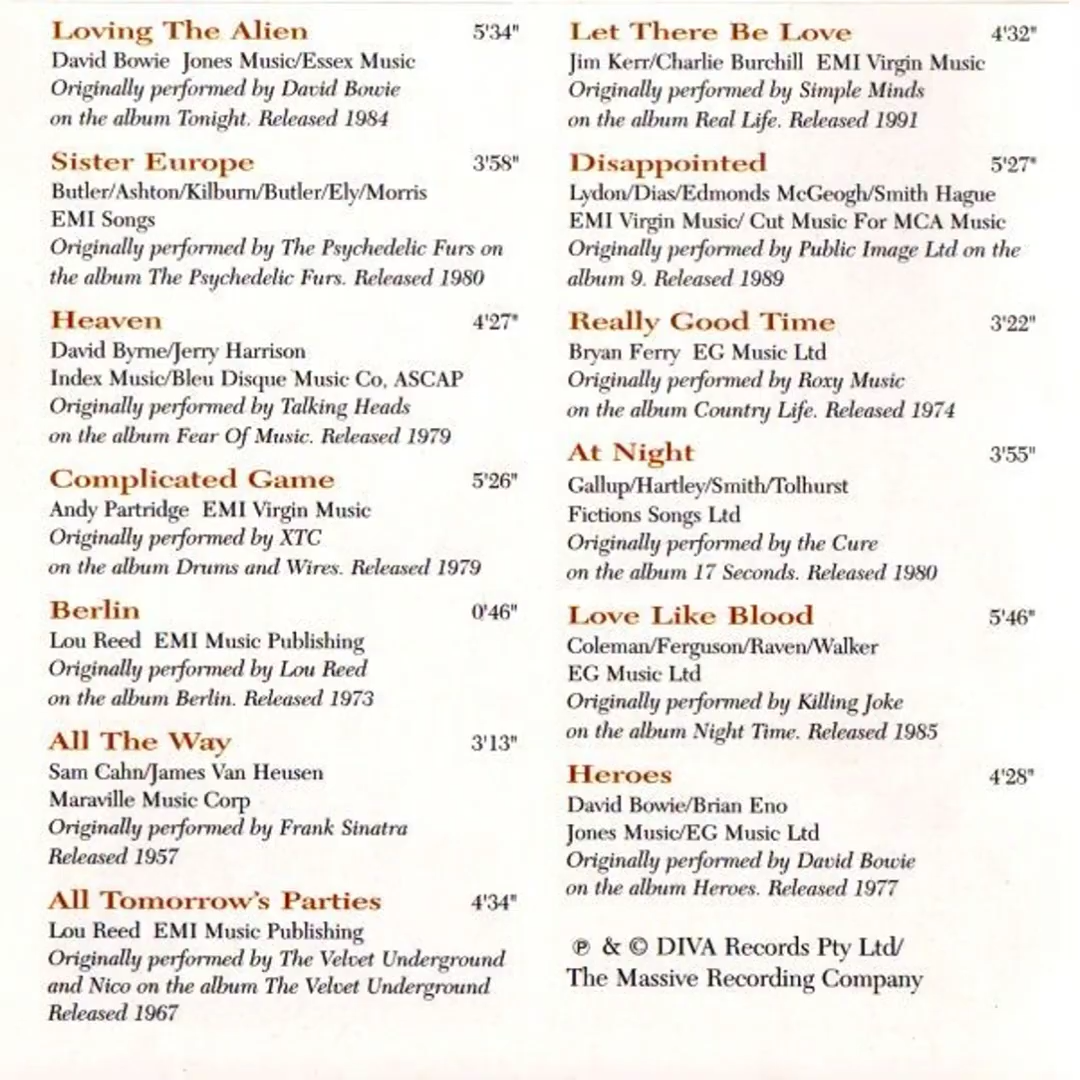 Loving The Alien 5'34"
David Bowie Jones Music/Essex Music
Originally performed by David Bowie
on the album Tonight. Released 1984
Sister Europe 3'58"
Butler/Ashton/Kilburn/Butler/Ely/Morris
EMI Songs
Originally performed by The Psychedelic Furs on
the album The Psychedelic Furs. Released 1980
Heaven 4'27"
David Byrne/Jerry Harrison
Index Music/Bleu Disque Music Co, ASCAP
Originally performed by Talking Heads
on the album Fear Of Music. Released 1979
Complicated Game 5'26"
Andy Partridge EMI Virgin Music
Originally performed by XTC
on the album Drums and Wires. Released 1979
Berlin 0'46"
Lou Reed EMI Music Publishing
Originally performed by Lou Reed
on the album Berlin. Released 1973
All The Way 3'13"
Sam Cahn/James Van Heusen
Maraville Music Corp
Originally performed by Frank Sinatra
Released 1957
All Tomorrow's Parties 4'34"
Lou Reed EMI Music Publishing
Originally performed by The Velvet Underground
and Nico on the album The Velvet Underground
Released 1967
Let There Be Love 4'32"
Jim Kerr/Charlie Burchill EMI Virgin Music
Originally performed by Simple Minds
on the album Real Life. Released 1991
Disappointed 5'27"
Lydon/Dias/Edmonds McGeogh/Smith Hague
EMI Virgin Music/ Cut Music For MCA Music
Originally performed by Public Image Ltd on the
album 9. Released 1989
Really Good Time 3'22"
Bryan Ferry EG Music Ltd
Originally performed by Roxy Music
on the album Country Life. Released 1974
At Night 3'55"
Gallup/Hartley/Smith/Tolhurst
Fictions Songs Ltd
Originally performed by the Cure
on the album 17 Seconds. Released 1980
Love Like Blood 5'46"
Coleman/Ferguson/Raven/Walker
EG Music Ltd
Originally performed by Killing Joke
on the album Night Time. Released 1985
Heroes 4'28"
David Bowie/Brian Eno
Jones Music/EG Music Ltd
Originally performed by David Bowie
on the album Heroes. Released 1977
℗ & © DIVA Records Pty Ltd/
The Massive Recording Company